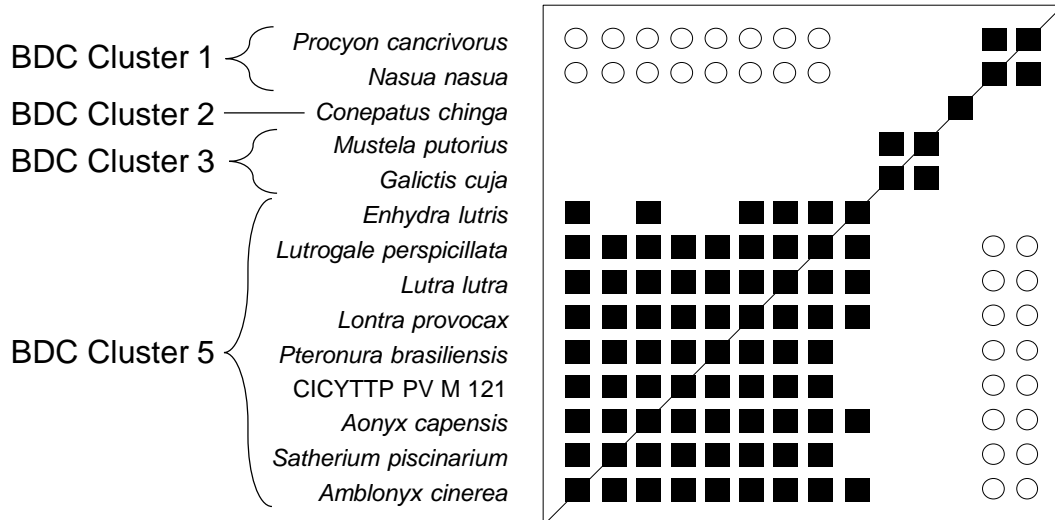 BDC Cluster 1
Procyon cancrivorus
Nasua nasua
BDC Cluster 2
Conepatus chinga
BDC Cluster 3
Mustela putorius
Galictis cuja
BDC Cluster 5
Enhydra lutris
Lutrogale perspicillata
Lutra lutra
Lontra provocax
Pteronura brasiliensis
CICYTTP PV M 121
Aonyx capensis
Satherium piscinarium
Amblonyx cinerea